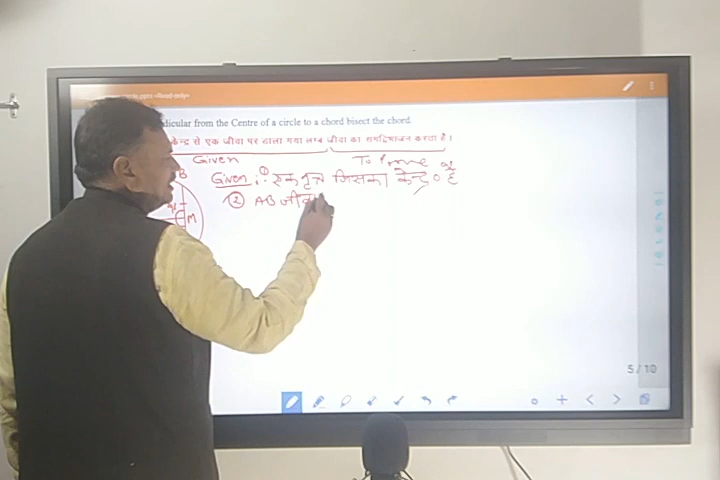 dicular from the Centre of a circle to a chord bisect the chord.
केन्द्र से एक जीवा पर डाला गया लम्ब जीवा का समद्विभाजन करता है।
Given To Prove
B Given :- ① एक वृत्त जिसका केन्द्र O है
② AB जीव
M
5 / 10